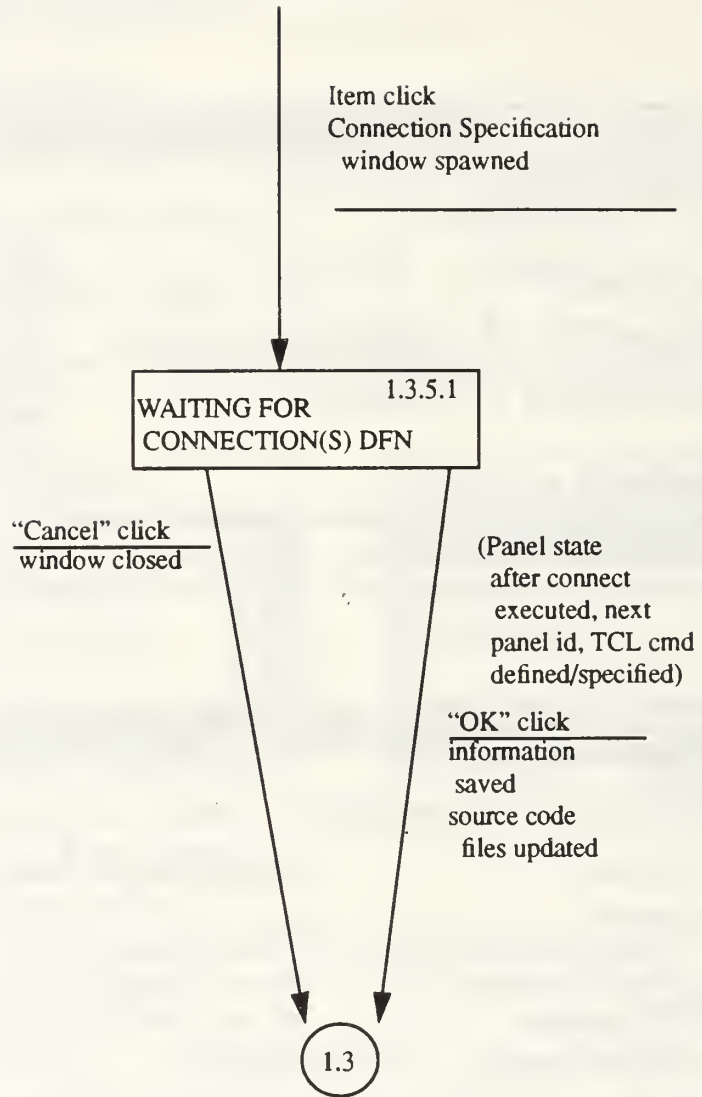 Item click
Connection Specification
window spawned
1.3.5.1
WAITING FOR
CONNECTION(S) DFN
“Cancel” click
window closed
(Panel state
after connect
executed, next
panel id, TCL cmd
defined/specified)
“OK” click
information
saved
source code
files updated
1.3